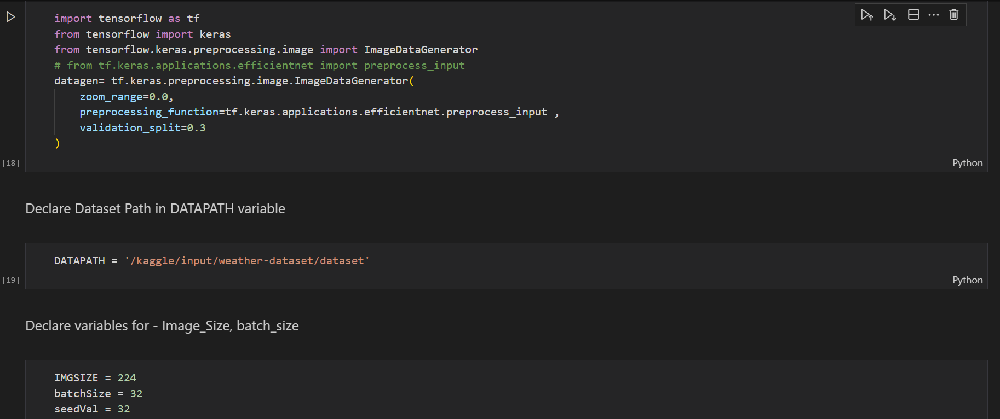 import tensorflow as tf
from tensorflow import keras
from tensorflow.keras.preprocessing.image import ImageDataGenerator
# from tf.keras.applications.efficientnet import preprocess_input
datagen= tf.keras.preprocessing.image.ImageDataGenerator(
    zoom_range=0.0,
    preprocessing_function=tf.keras.applications.efficientnet.preprocess_input ,
    validation_split=0.3
)
[18]
Python
Declare Dataset Path in DATAPATH variable
DATAPATH = '/kaggle/input/weather-dataset/dataset'
[19]
Python
Declare variables for - Image_Size, batch_size
IMGSIZE = 224
batchSize = 32
seedVal = 32